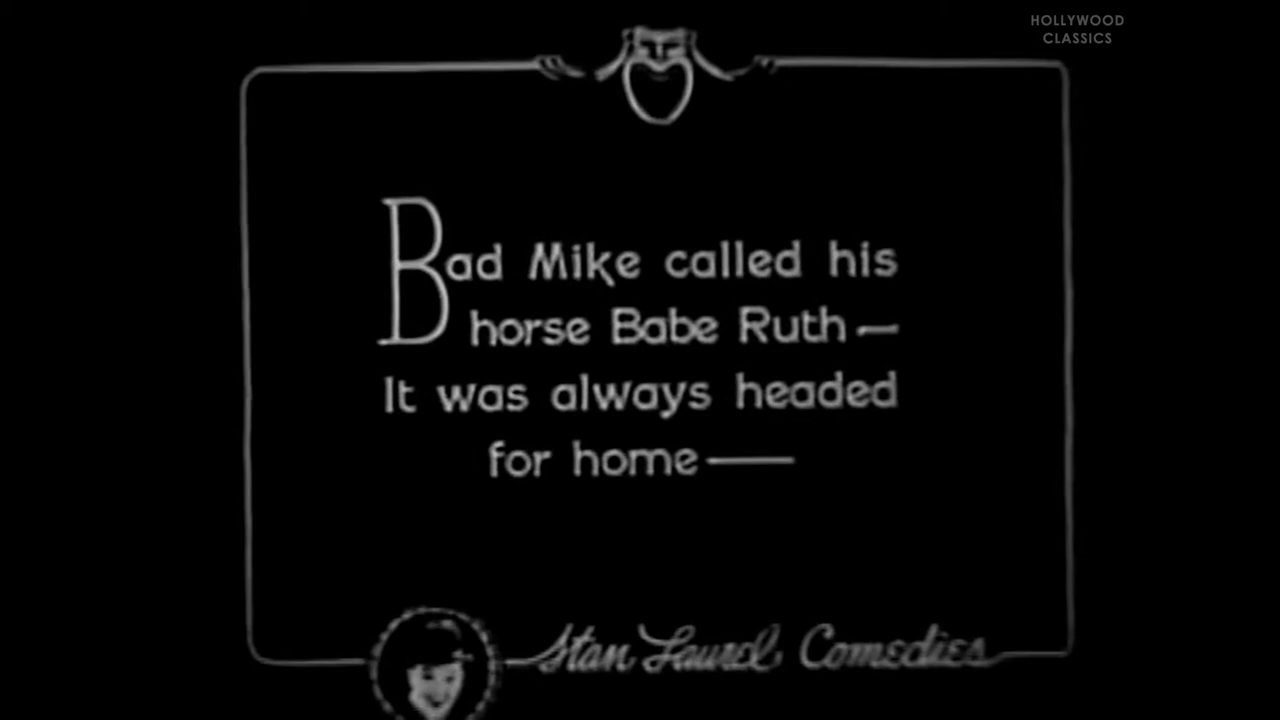 HOLLYWOOD
CLASSICS
Bad Mike called his
horse Babe Ruth —
It was always headed
for home —
Stan Laurel Comedies